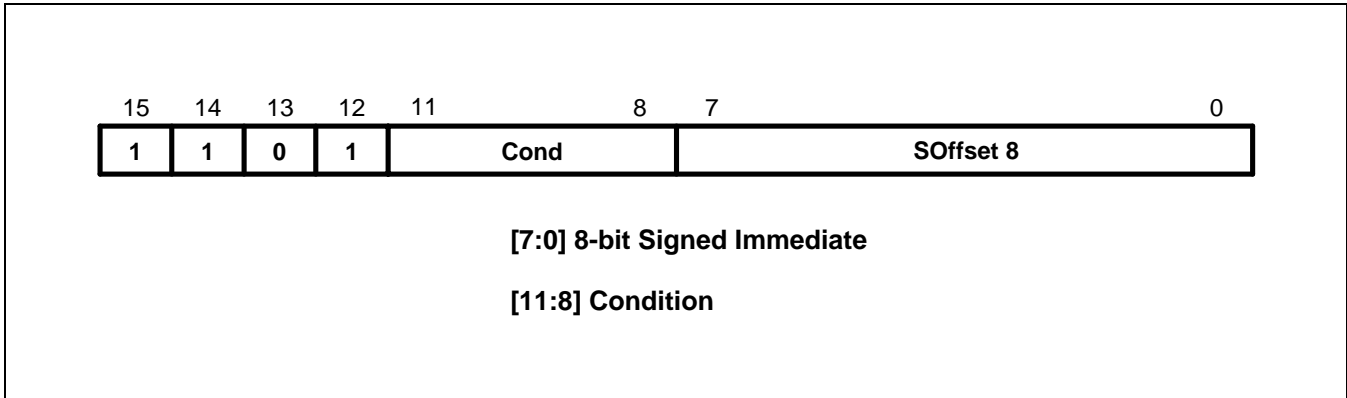 15 14 13 12 11 8 7 0
1 1 0 1 Cond SOffset 8
[7:0] 8-bit Signed Immediate
[11:8] Condition